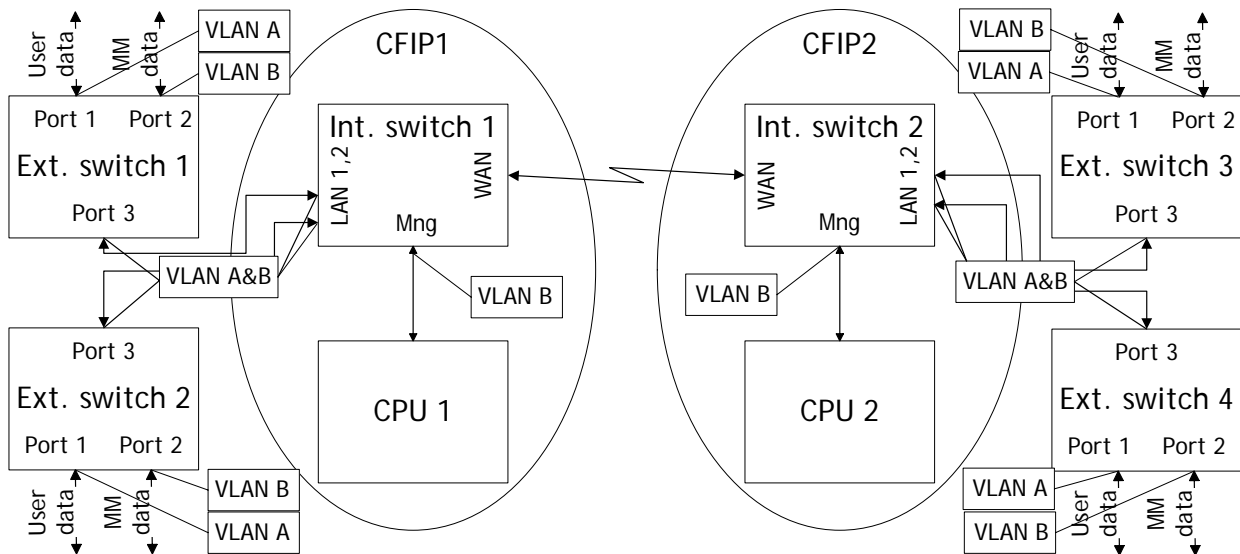 User data
MM data
VLAN A
VLAN B
Port 1 Port 2
Ext. switch 1
Port 3
VLAN A&B
Port 3
Ext. switch 2
Port 1 Port 2
User data
MM data
VLAN B
VLAN A
CFIP1
Int. switch 1
LAN 1,2
WAN
Mng
VLAN B
CPU 1
CFIP2
Int. switch 2
WAN
LAN 1,2
Mng
VLAN B
CPU 2
VLAN B
VLAN A
User data
MM data
Port 1 Port 2
Ext. switch 3
Port 3
VLAN A&B
Port 3
Ext. switch 4
Port 1 Port 2
VLAN A
VLAN B
User data
MM data